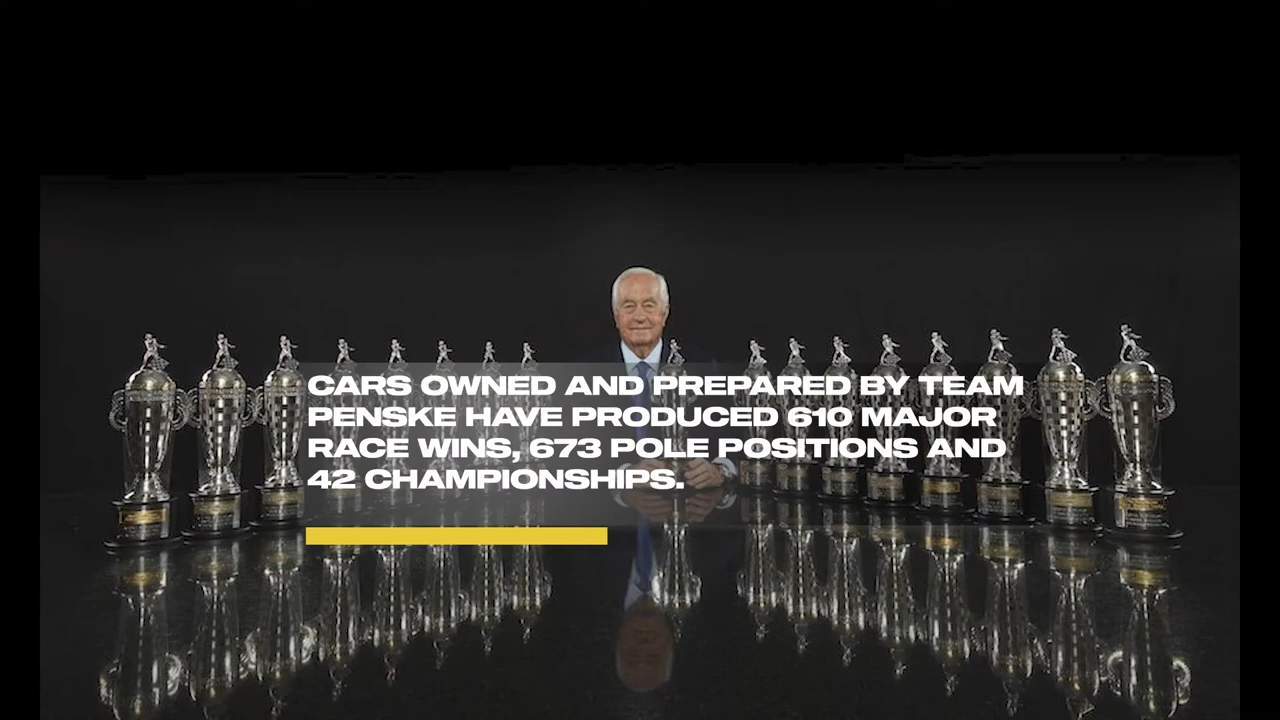 CARS OWNED AND PREPARED BY TEAM
PENSKE HAVE PRODUCED 610 MAJOR
RACE WINS, 673 POLE POSITIONS AND
42 CHAMPIONSHIPS.